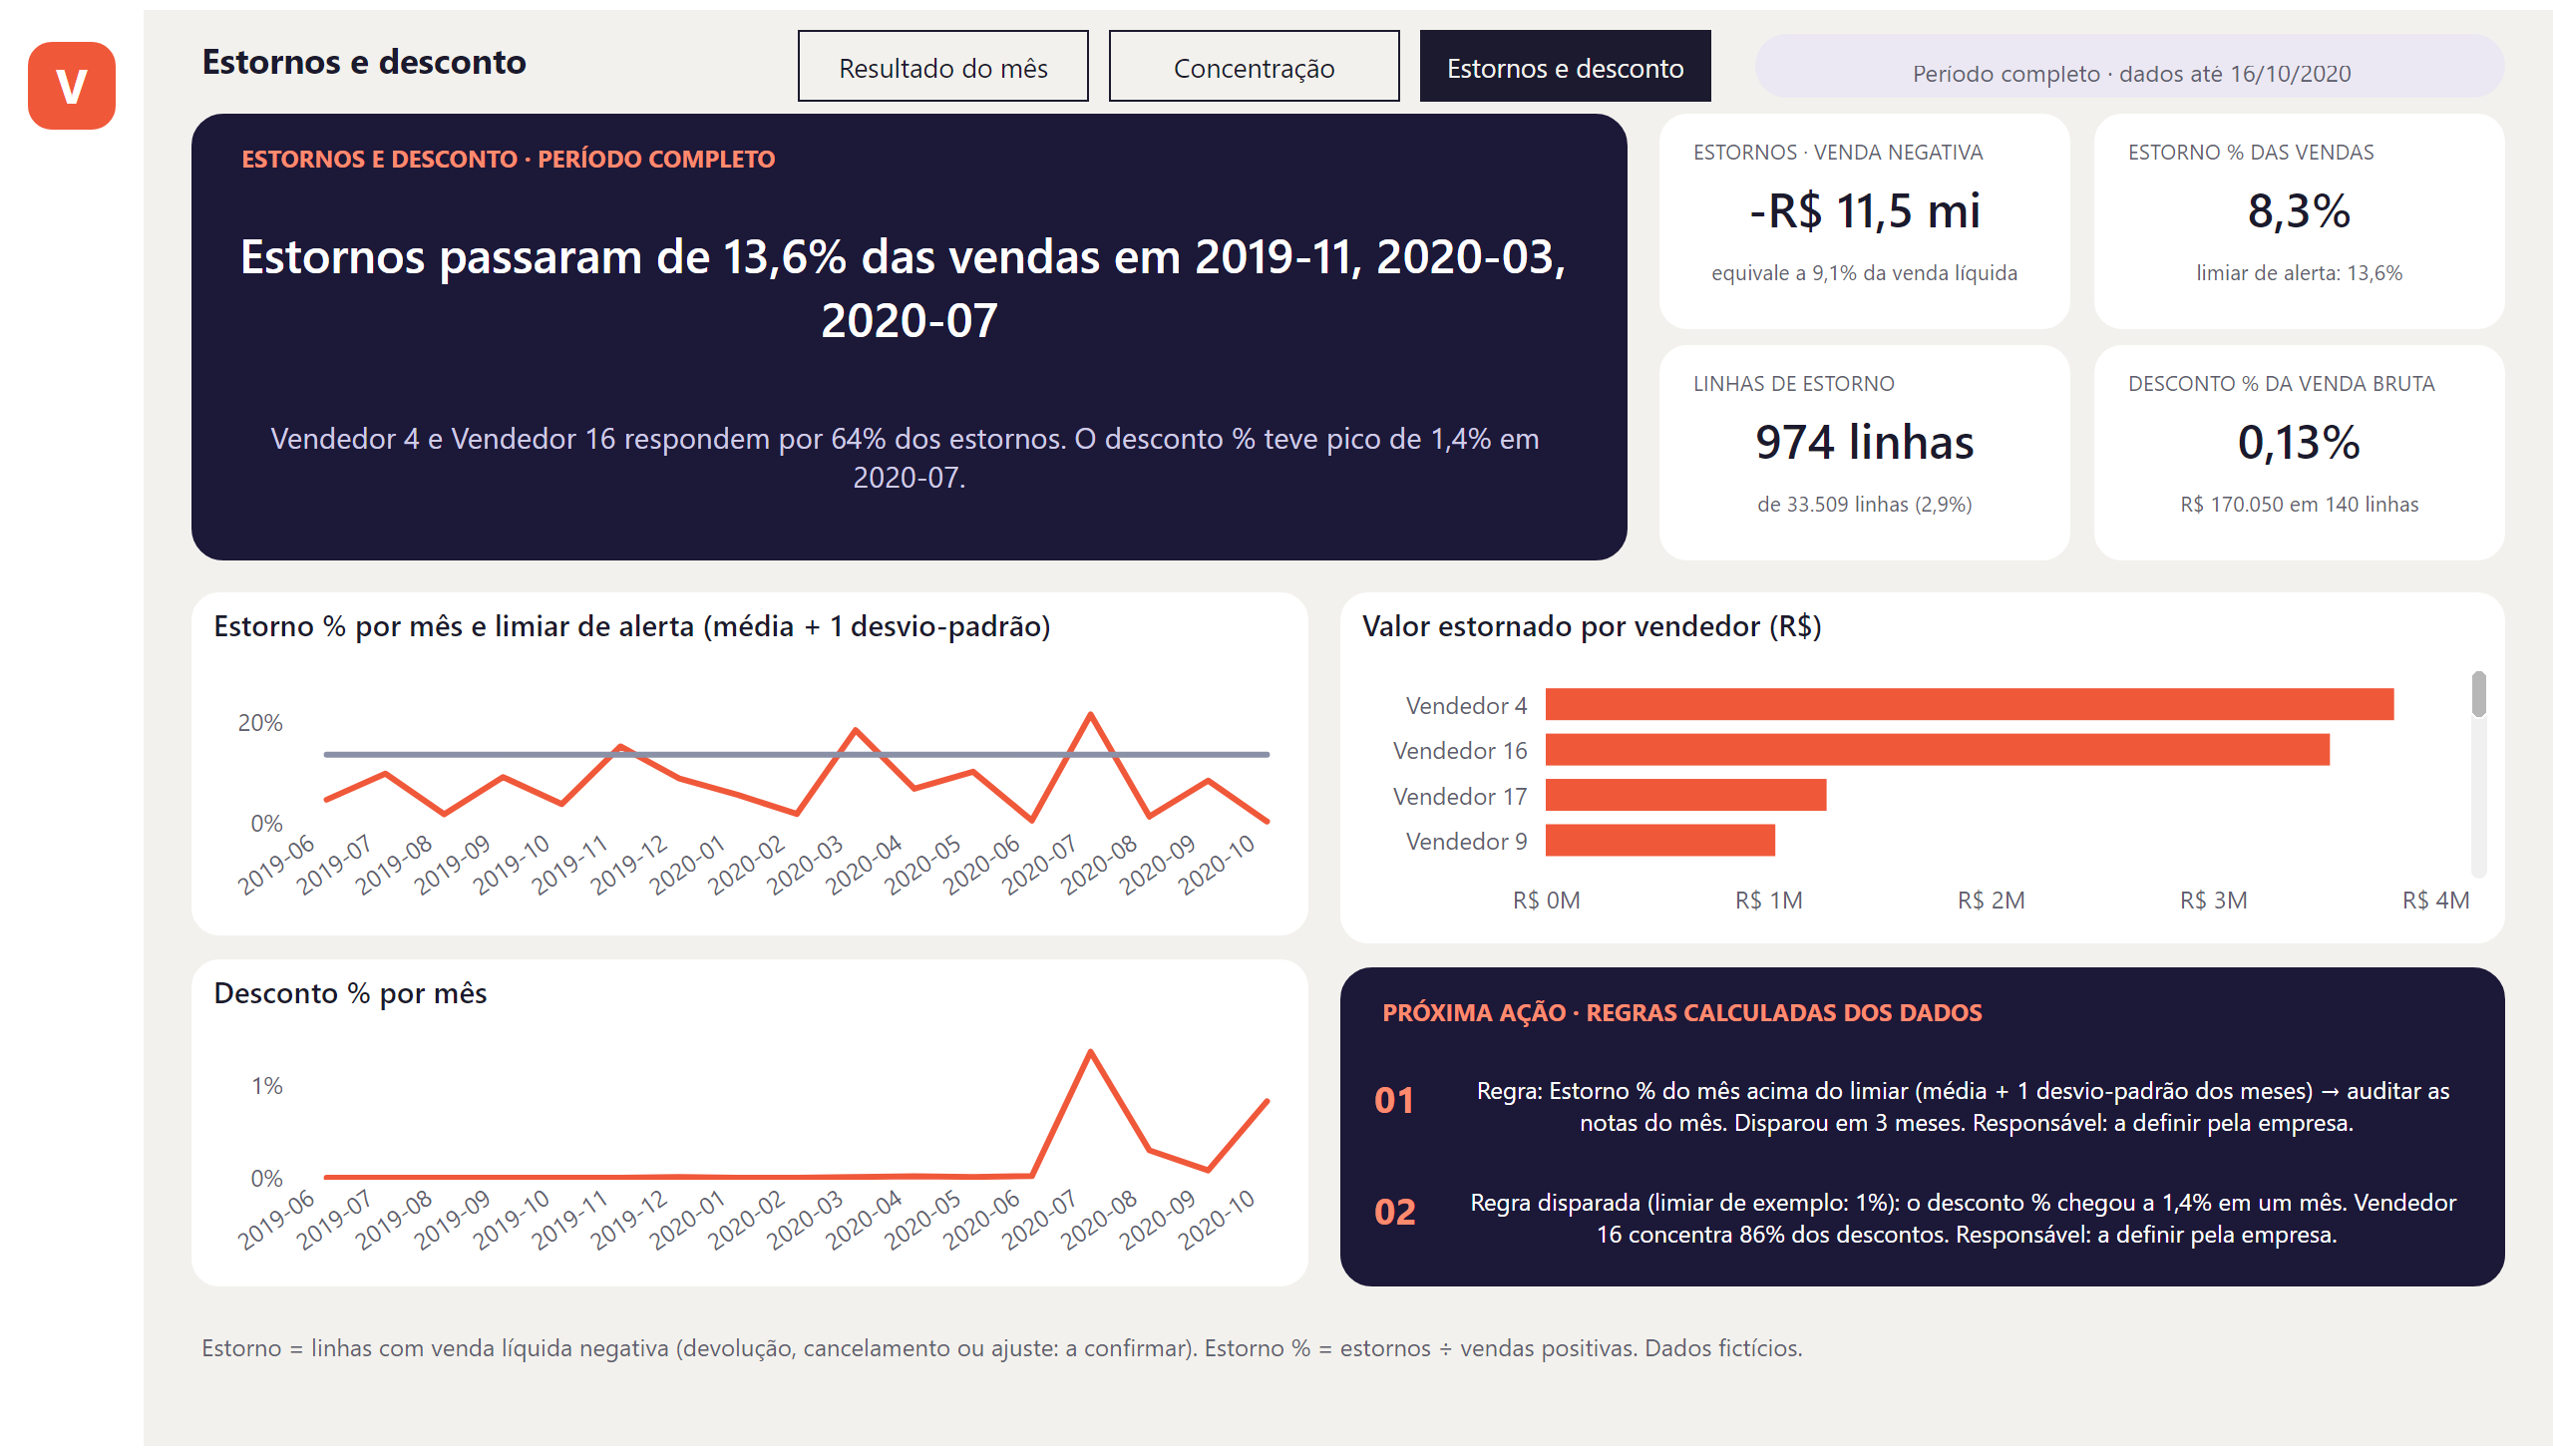 V
Estornos e desconto
Resultado do mês
Concentração
Estornos e desconto
Período completo · dados até 16/10/2020
ESTORNOS E DESCONTO · PERÍODO COMPLETO
Estornos passaram de 13,6% das vendas em 2019-11, 2020-03,
2020-07
Vendedor 4 e Vendedor 16 respondem por 64% dos estornos. O desconto % teve pico de 1,4% em
2020-07.
ESTORNOS · VENDA NEGATIVA
-R$ 11,5 mi
equivale a 9,1% da venda líquida
ESTORNO % DAS VENDAS
8,3%
limiar de alerta: 13,6%
LINHAS DE ESTORNO
974 linhas
de 33.509 linhas (2,9%)
DESCONTO % DA VENDA BRUTA
0,13%
R$ 170.050 em 140 linhas
Estorno % por mês e limiar de alerta (média + 1 desvio-padrão)
20%
0%
2019-06
2019-07
2019-08
2019-09
2019-10
2019-11
2019-12
2020-01
2020-02
2020-03
2020-04
2020-05
2020-06
2020-07
2020-08
2020-09
2020-10
Valor estornado por vendedor (R$)
Vendedor 4
Vendedor 16
Vendedor 17
Vendedor 9
R$ 0M
R$ 1M
R$ 2M
R$ 3M
R$ 4M
Desconto % por mês
1%
0%
2019-06
2019-07
2019-08
2019-09
2019-10
2019-11
2019-12
2020-01
2020-02
2020-03
2020-04
2020-05
2020-06
2020-07
2020-08
2020-09
2020-10
PRÓXIMA AÇÃO · REGRAS CALCULADAS DOS DADOS
01
Regra: Estorno % do mês acima do limiar (média + 1 desvio-padrão dos meses) → auditar as
notas do mês. Disparou em 3 meses. Responsável: a definir pela empresa.
02
Regra disparada (limiar de exemplo: 1%): o desconto % chegou a 1,4% em um mês. Vendedor
16 concentra 86% dos descontos. Responsável: a definir pela empresa.
Estorno = linhas com venda líquida negativa (devolução, cancelamento ou ajuste: a confirmar). Estorno % = estornos ÷ vendas positivas. Dados fictícios.